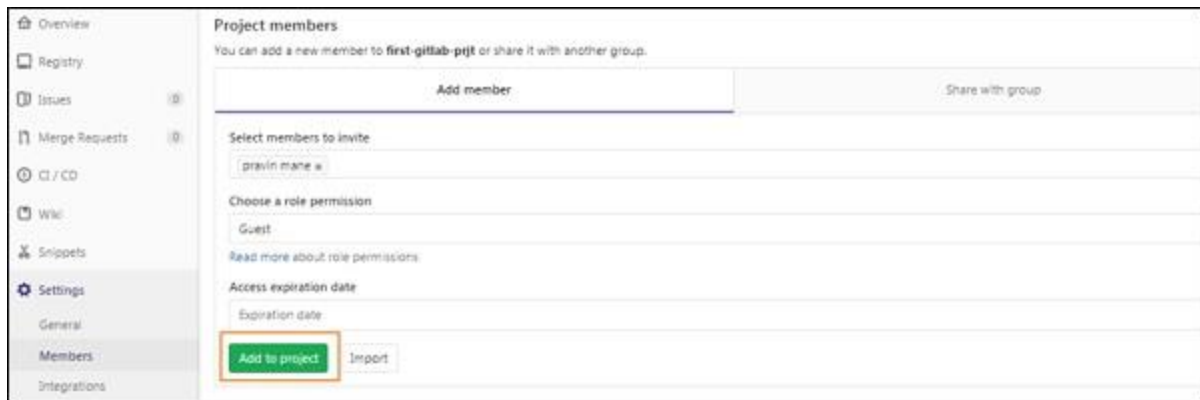 Overview
Registry
Issues 0
Merge Requests 0
CI / CD
Wiki
Snippets
Settings
General
Members
Integrations
Project members
You can add a new member to first-gitlab-prjt or share it with another group.
Add member
Share with group
Select members to invite
pravin mane
Choose a role permission
Guest
Read more about role permissions
Access expiration date
Expiration date
Add to project
Import